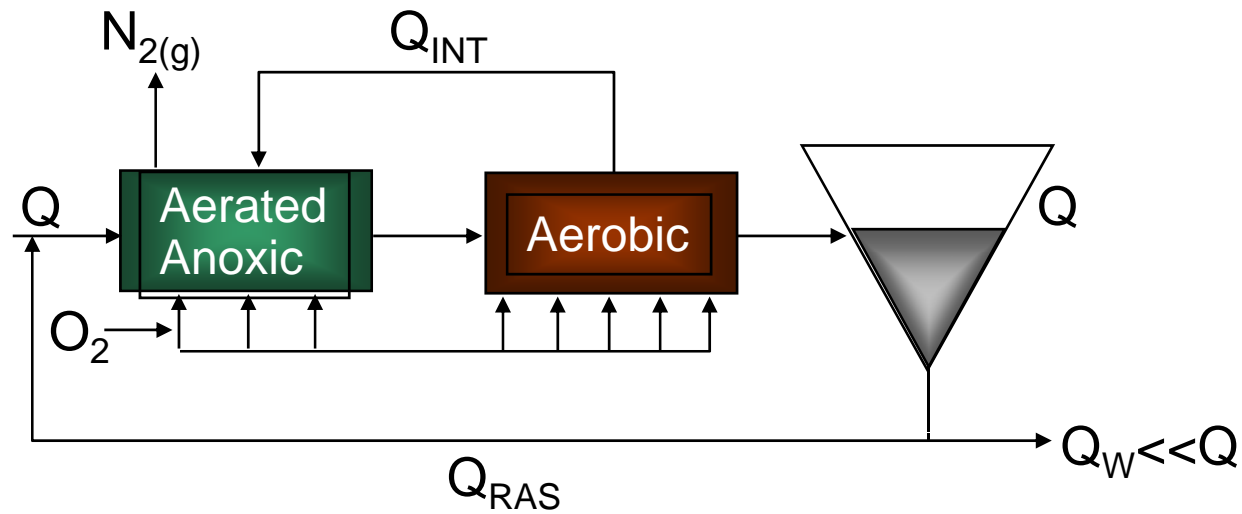 N2(g)
QINT
Q
Aerated
Anoxic
Aerobic
Q
O2
QW<<Q
QRAS